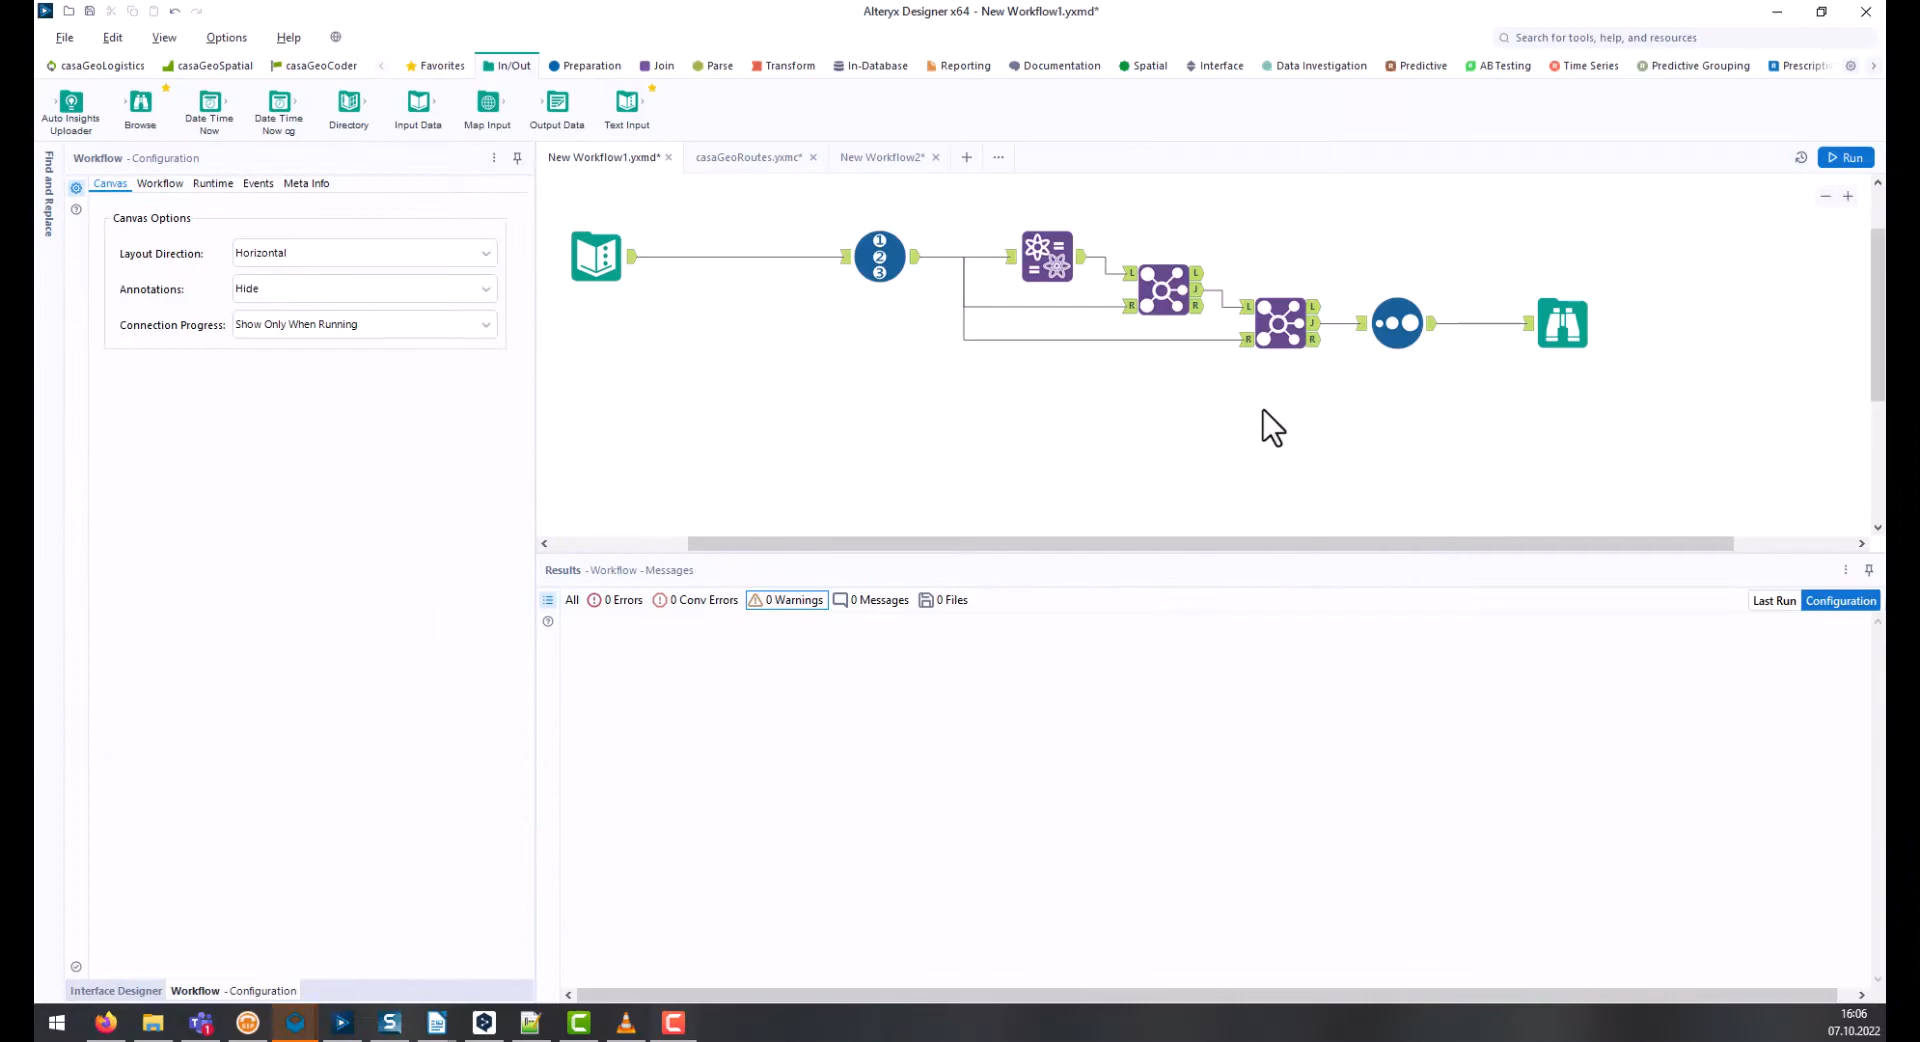 Alteryx Designer x64 - New Workflow1.yxmd*
File Edit View Options Help
Search for tools, help, and resources
casaGeoLogistics casaGeoSpatial casaGeoCoder Favorites In/Out Preparation Join Parse Transform In-Database Reporting Documentation Spatial Interface Data Investigation Predictive AB Testing Time Series Predictive Grouping Prescripti
Auto Insights Uploader
Browse
Date Time Now
Date Time Now cg
Directory
Input Data
Map Input
Output Data
Text Input
Find and Replace
Workflow - Configuration
New Workflow1.yxmd* casaGeoRoutes.yxmc* New Workflow2*
Run
Canvas Workflow Runtime Events Meta Info
Canvas Options
Layout Direction: Horizontal
Annotations: Hide
Connection Progress: Show Only When Running
1
2
3
L
R
L
J
R
L
R
L
J
R
Results - Workflow - Messages
All 0 Errors 0 Conv Errors 0 Warnings 0 Messages 0 Files
Last Run Configuration
Interface Designer Workflow - Configuration
16:06
07.10.2022